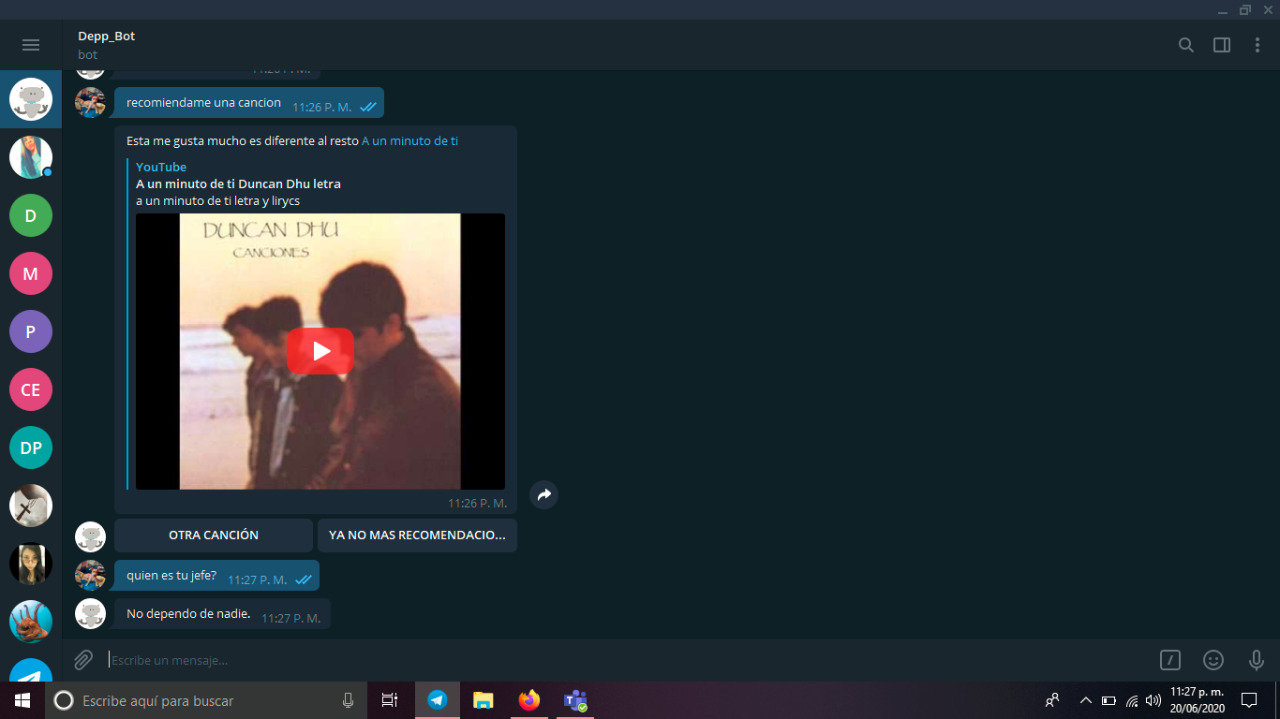 Depp_Bot
bot
recomiendame una cancion 11:26 P. M.
Esta me gusta mucho es diferente al resto A un minuto de ti
YouTube
A un minuto de ti Duncan Dhu letra
a un minuto de ti letra y lirycs
DUNCAN DHU
CANCIONES
11:26 P. M.
OTRA CANCIÓN YA NO MAS RECOMENDACIO...
quien es tu jefe? 11:27 P. M.
No dependo de nadie. 11:27 P. M.
D
M
P
CE
DP
Escribe un mensaje...
Escribe aquí para buscar
11:27 p. m.
20/06/2020